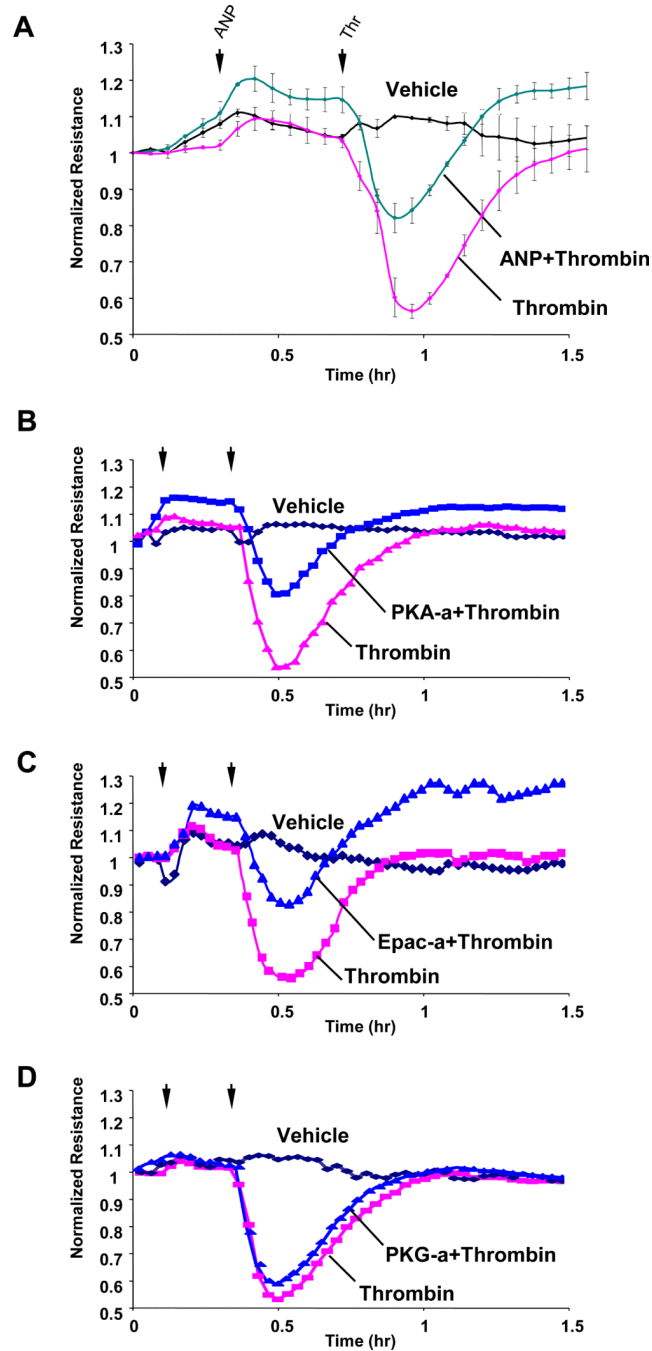 A
ANP
Thr
Normalized Resistance
1.3
1.2
1.1
1
0.9
0.8
0.7
0.6
0.5
Vehicle
ANP+Thrombin
Thrombin
0
0.5
1
1.5
Time (hr)
B
Normalized Resistance
1.3
1.2
1.1
1
0.9
0.8
0.7
0.6
0.5
Vehicle
PKA-a+Thrombin
Thrombin
0
0.5
1
1.5
Time (hr)
C
Normalized Resistance
1.3
1.2
1.1
1
0.9
0.8
0.7
0.6
0.5
Vehicle
Epac-a+Thrombin
Thrombin
0
0.5
1
1.5
Time (hr)
D
Normalized Resistance
1.3
1.2
1.1
1
0.9
0.8
0.7
0.6
0.5
Vehicle
PKG-a+Thrombin
Thrombin
0
0.5
1
1.5
Time (hr)